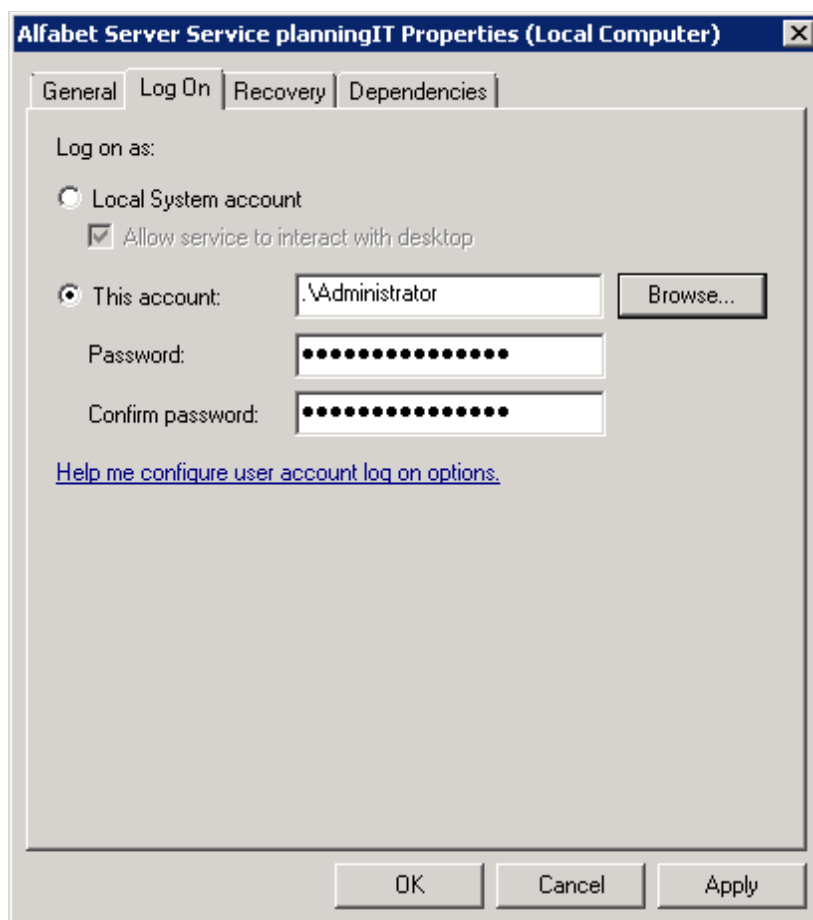 Alfabet Server Service planningIT Properties (Local Computer)
General Log On Recovery Dependencies
Log on as:
Local System account
Allow service to interact with desktop
This account: .\Administrator Browse...
Password: •••••••••••••••
Confirm password: •••••••••••••••
Help me configure user account log on options.
OK Cancel Apply